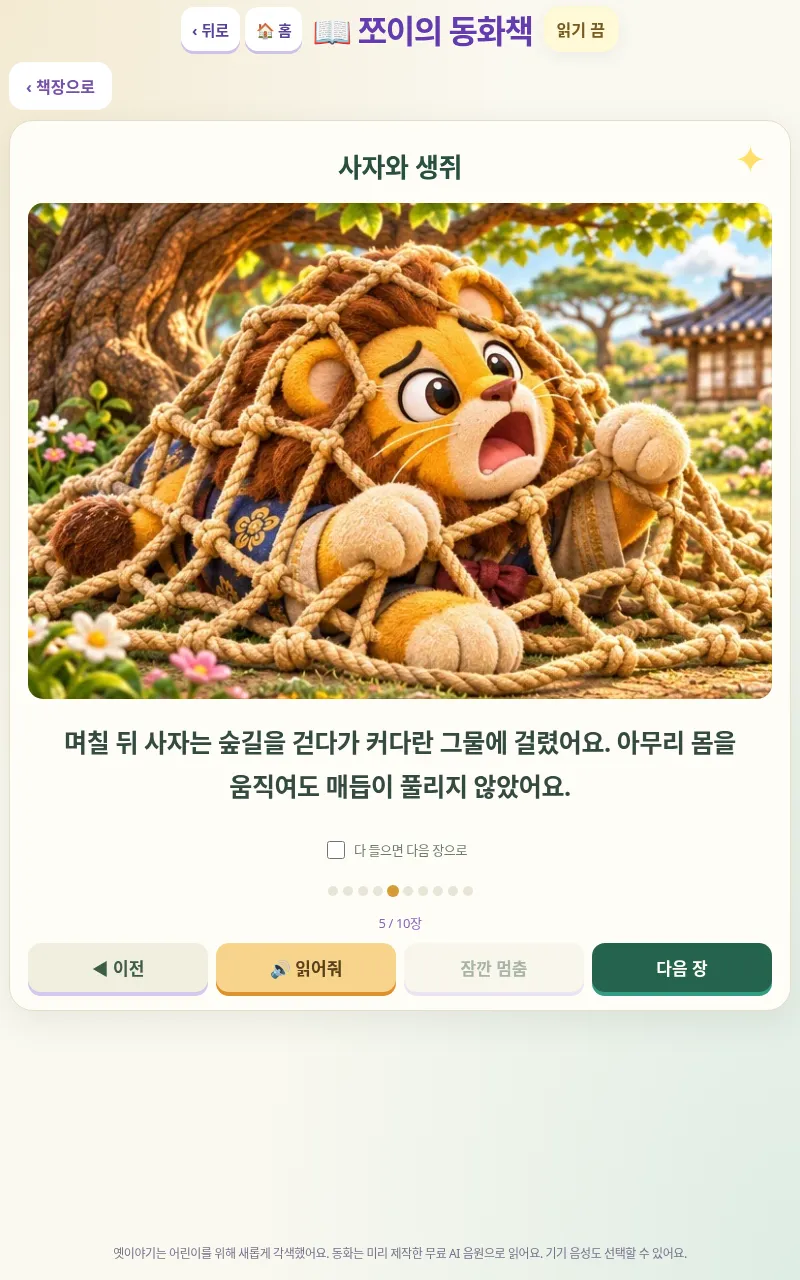 ‹ 뒤로
🏠 홈
📖 쪼이의 동화책
읽기 끔
‹ 책장으로
사자와 생쥐
며칠 뒤 사자는 숲길을 걷다가 커다란 그물에 걸렸어요. 아무리 몸을
움직여도 매듭이 풀리지 않았어요.
다 들으면 다음 장으로
5 / 10장
◀ 이전
🔊 읽어줘
잠깐 멈춤
다음 장
옛이야기는 어린이를 위해 새롭게 각색했어요. 동화는 미리 제작한 무료 AI 음원으로 읽어요. 기기 음성도 선택할 수 있어요.